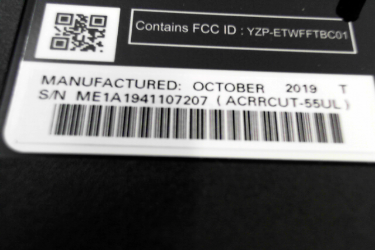 Contains FCC ID : YZP-ETWFFTBC01
MANUFACTURED: OCTOBER 2019 T
S/N ME1A1941107207 ( ACRRCUT-55UL )